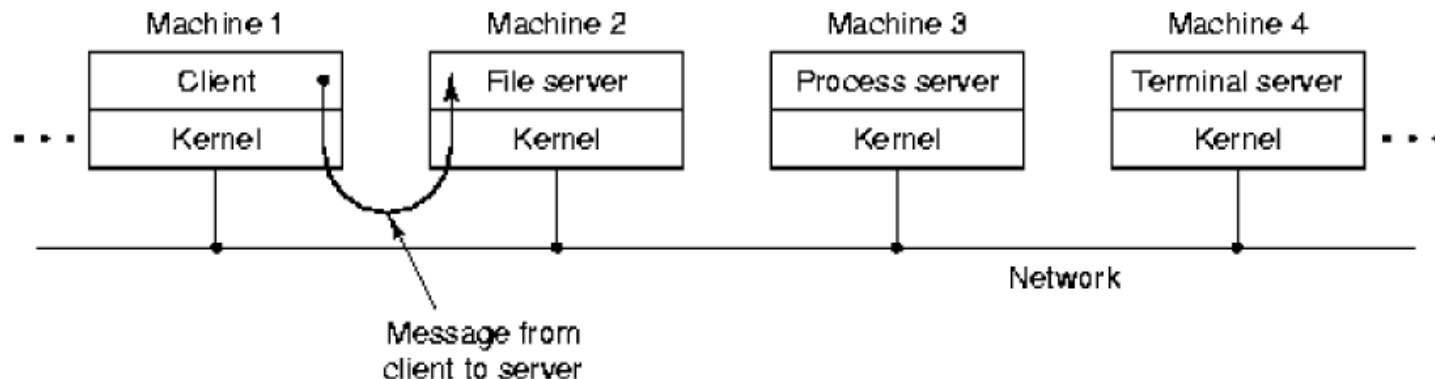 Machine 1
Machine 2
Machine 3
Machine 4
Client
File server
Process server
Terminal server
Kernel
Kernel
Kernel
Kernel
Network
Message from
client to server